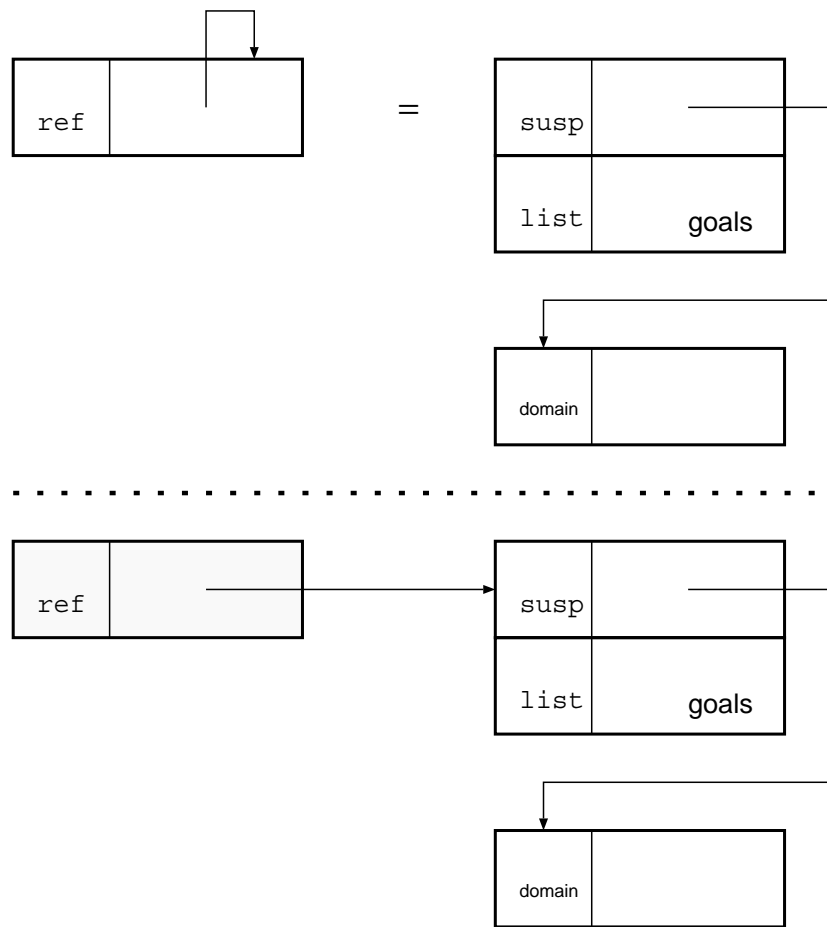 ref = susp
list goals
domain
ref susp
list goals
domain